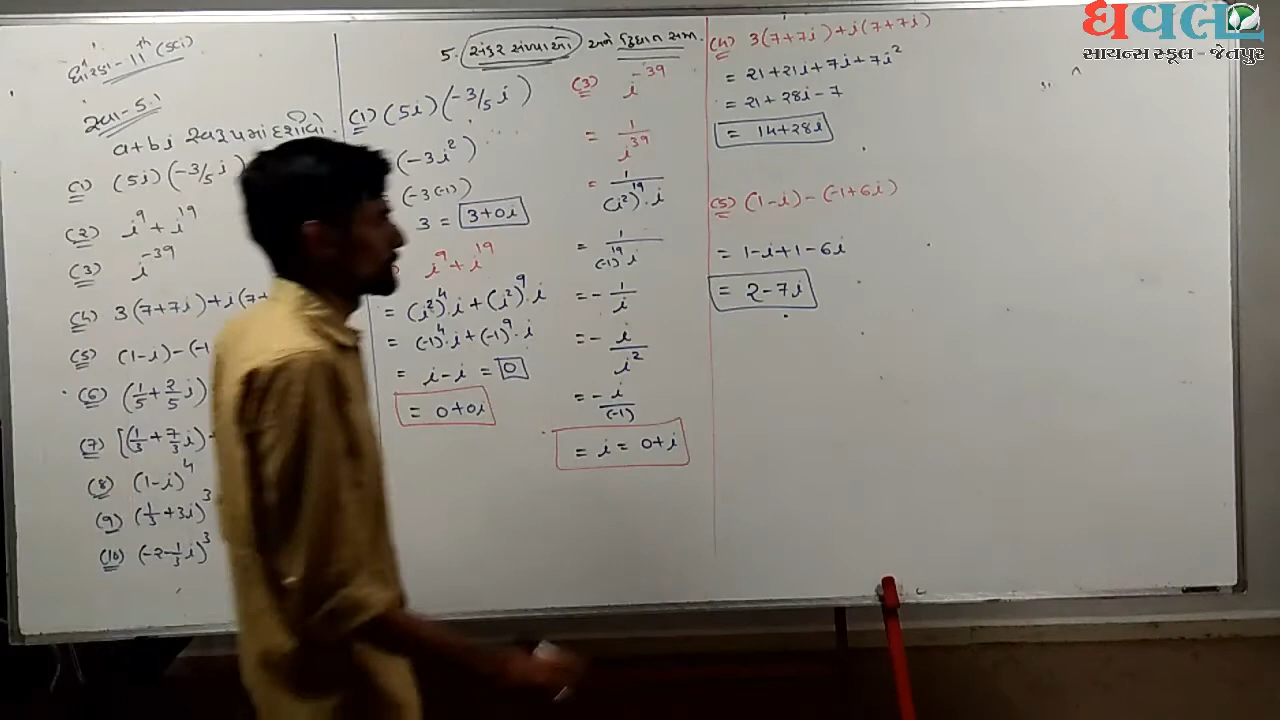 ધોરણ - 11th (Sci)
સ્વા - 5.1
a+bi સ્વરૂપમાં દર્શાવો.
(1) (5i)(-3/5 i)
(2) i^9 + i^19
(3) i^-39
(4) 3(7+7i)+i(7+
(5) (1-i)-(-1
(6) (1/5 + 2/5 i)
(7) [(1/3 + 7/3 i)+
(8) (1-i)^4
(9) (1/3 + 3i)^3
(10) (-2-1/3 i)^3
5. સંકર સંખ્યાઓ અને દ્વિઘાત સમી.
(1) (5i)(-3/5 i)
(-3i^2)
(-3(-1))
3 = 3+0i
i^9 + i^19
= (i^2)^4 · i + (i^2)^9 · i
= (-1)^4 · i + (-1)^9 · i
= i-i = 0
= 0+0i
(3) i^-39
= 1/i^39
= 1/(i^2)^19 · i
= 1/(-1)^19 i
= - 1/i
= - i/i^2
= - i/(-1)
= i = 0+i
(4) 3(7+7i)+i(7+7i)
= 21+21i+7i+7i^2
= 21+28i-7
= 14+28i
(5) (1-i)-(-1+6i)
= 1-i+1-6i
= 2-7i
ધવલ
સાયન્સ સ્કૂલ - જેતપુર